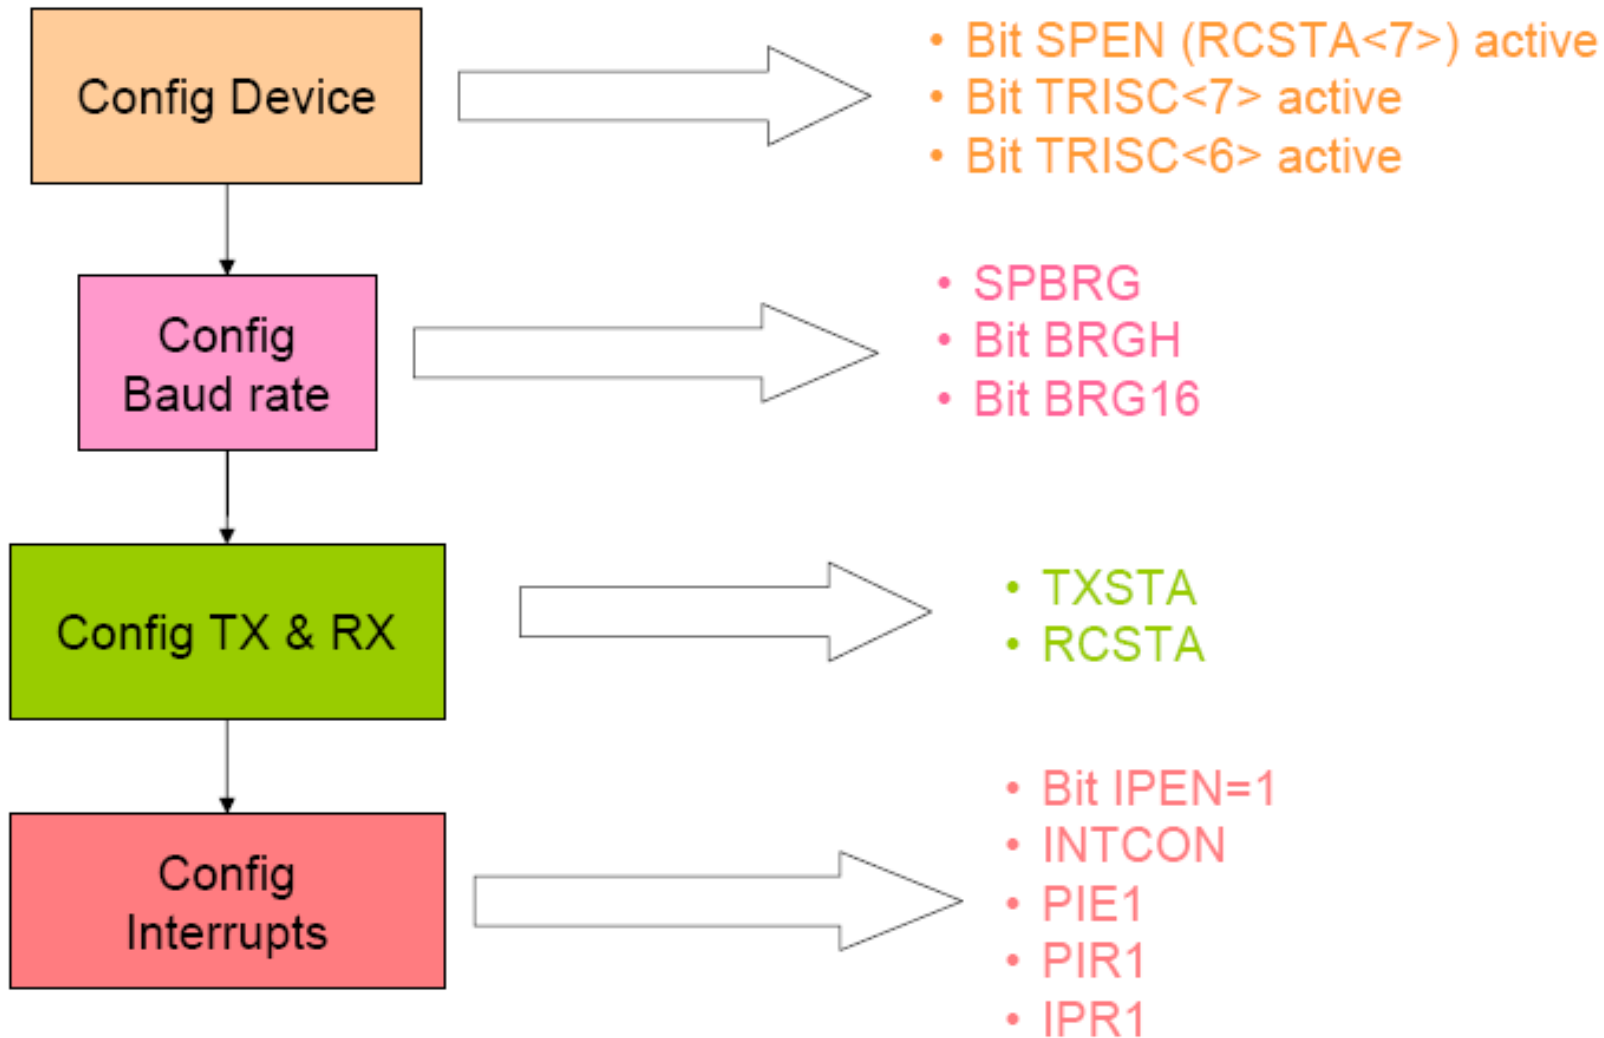 Config Device
• Bit SPEN (RCSTA<7>) active
• Bit TRISC<7> active
• Bit TRISC<6> active
Config
Baud rate
• SPBRG
• Bit BRGH
• Bit BRG16
Config TX & RX
• TXSTA
• RCSTA
Config
Interrupts
• Bit IPEN=1
• INTCON
• PIE1
• PIR1
• IPR1